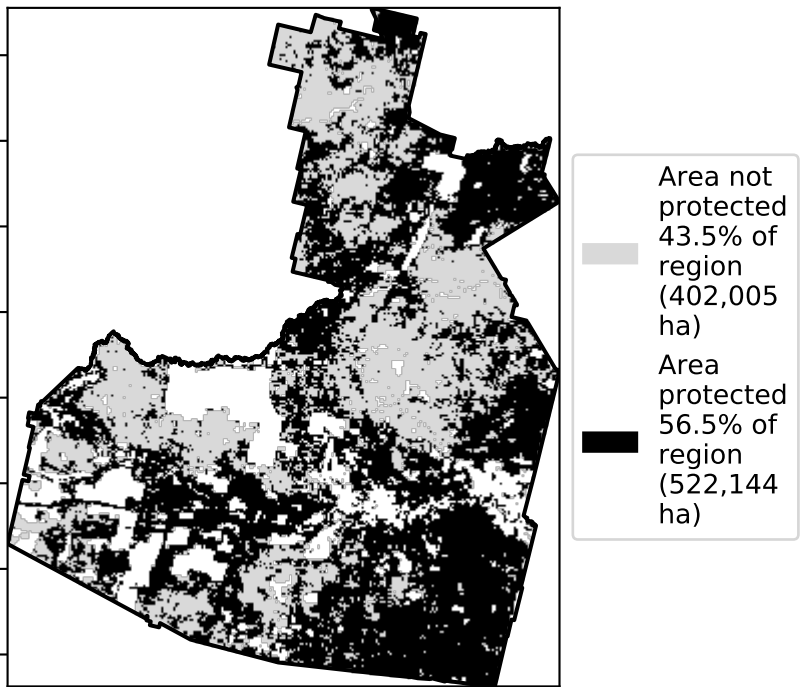 Area not
protected
43.5% of
region
(402,005
ha)
Area
protected
56.5% of
region
(522,144
ha)